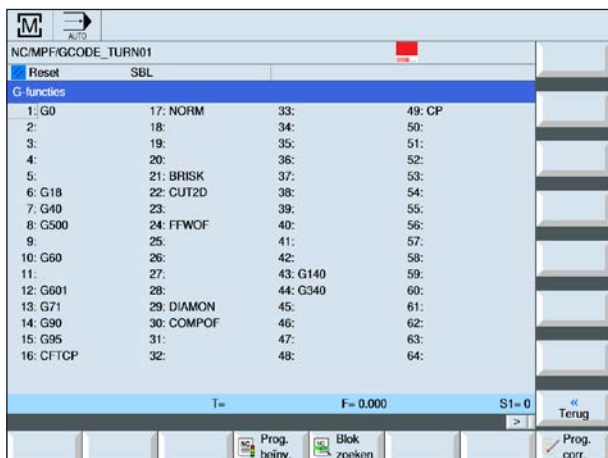 M
AUTO
NC/MPF/GCODE_TURN01
Reset SBL
G-functies
1: G0 17: NORM 33: 49: CP
2: 18: 34: 50:
3: 19: 35: 51:
4: 20: 36: 52:
5: 21: BRISK 37: 53:
6: G18 22: CUT2D 38: 54:
7: G40 23: 39: 55:
8: G500 24: FFWOF 40: 56:
9: 25: 41: 57:
10: G60 26: 42: 58:
11: 27: 43: G140 59:
12: G601 28: 44: G340 60:
13: G71 29: DIAMON 45: 61:
14: G90 30: COMPOF 46: 62:
15: G95 31: 47: 63:
16: CFTCP 32: 48: 64:
T= F= 0.000 S1= 0
«
Terug
>
NC Prog. beïnv.
NC Blok zoeken
Prog. corr.